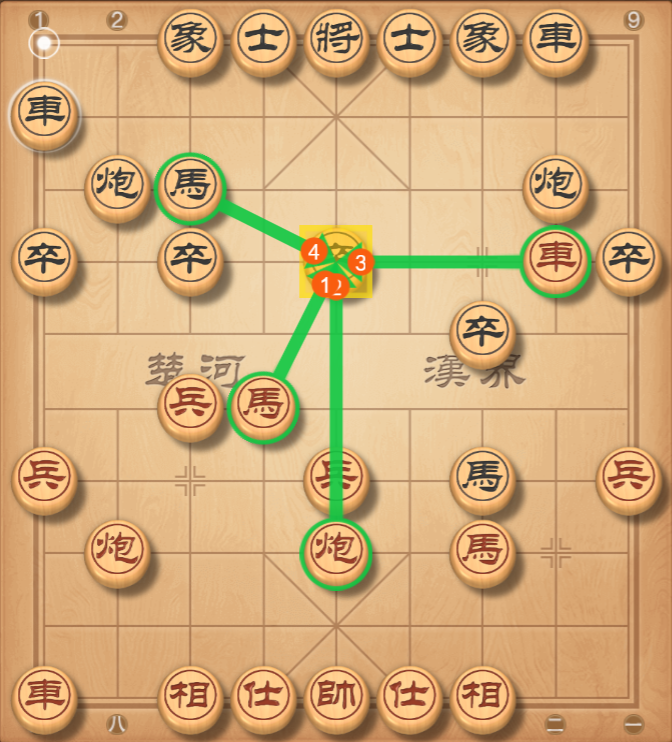 1 2 9
象 士 將 士 象 車
車
炮 馬 炮
4 3 1
卒 卒 卒 車 卒
卒
楚河 漢界
兵 馬
兵 兵 馬 兵
炮 炮 馬
車 相 仕 帥 仕 相
八 二 一